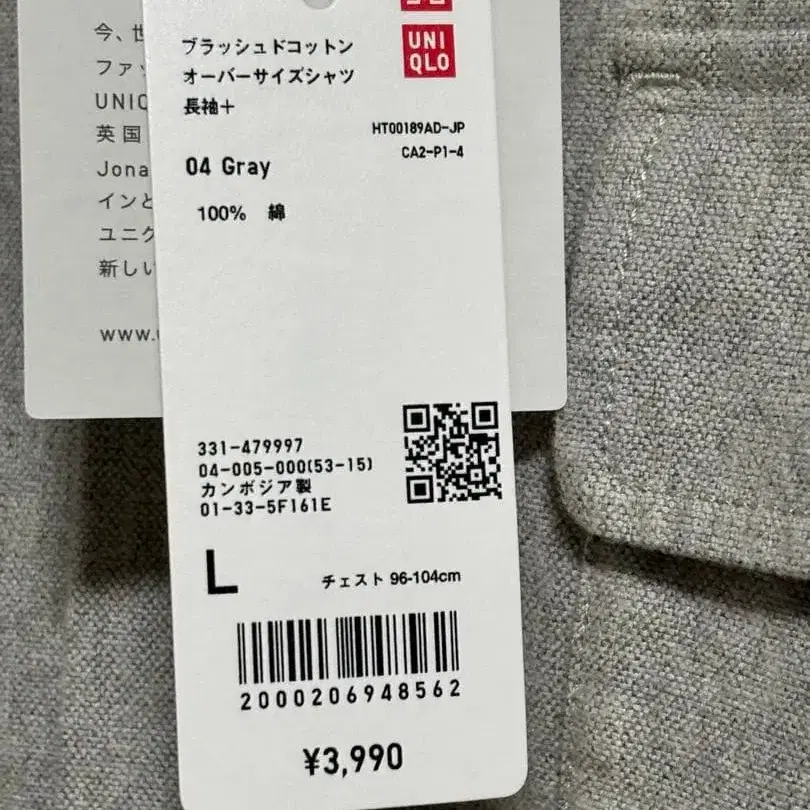 今、世
ファッ
UNIQ
英国
Jona
インと
ユニク
新しい
www.
ブラッシュドコットン
オーバーサイズシャツ
長袖+
UNI
QLO
HT00189AD-JP
CA2-P1-4
04 Gray
100% 綿
331-479997
04-005-000(53-15)
カンボジア製
01-33-5F161E
L
チェスト 96-104cm
2000206948562
¥3,990